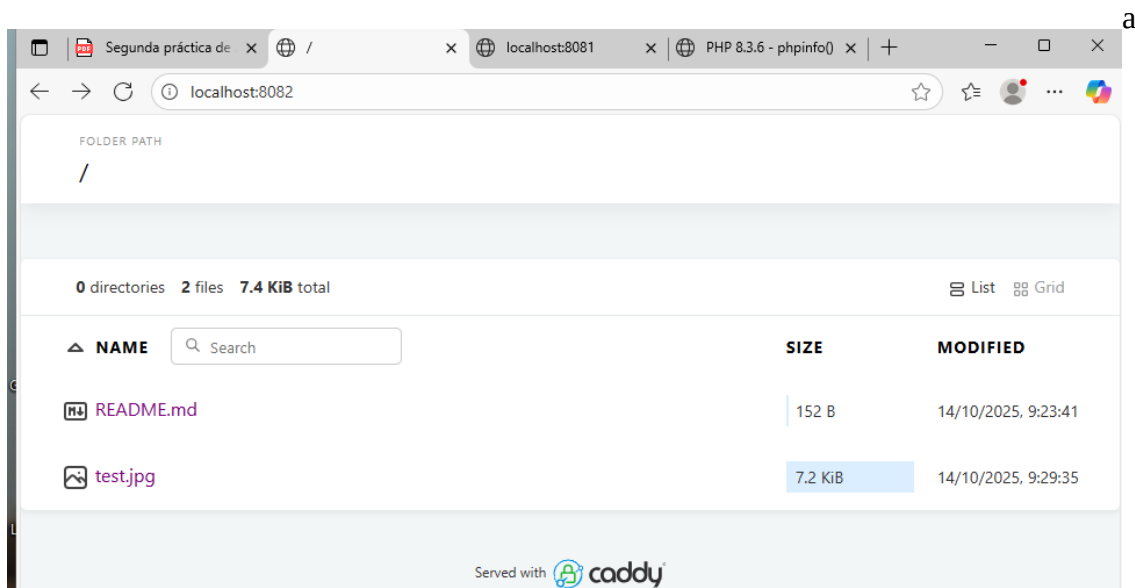 a
Segunda práctica de / localhost:8081 PHP 8.3.6 - phpinfo()
localhost:8082
FOLDER PATH
/
0 directories 2 files 7.4 KiB total List Grid
NAME Search SIZE MODIFIED
README.md 152 B 14/10/2025, 9:23:41
test.jpg 7.2 KiB 14/10/2025, 9:29:35
Served with caddy